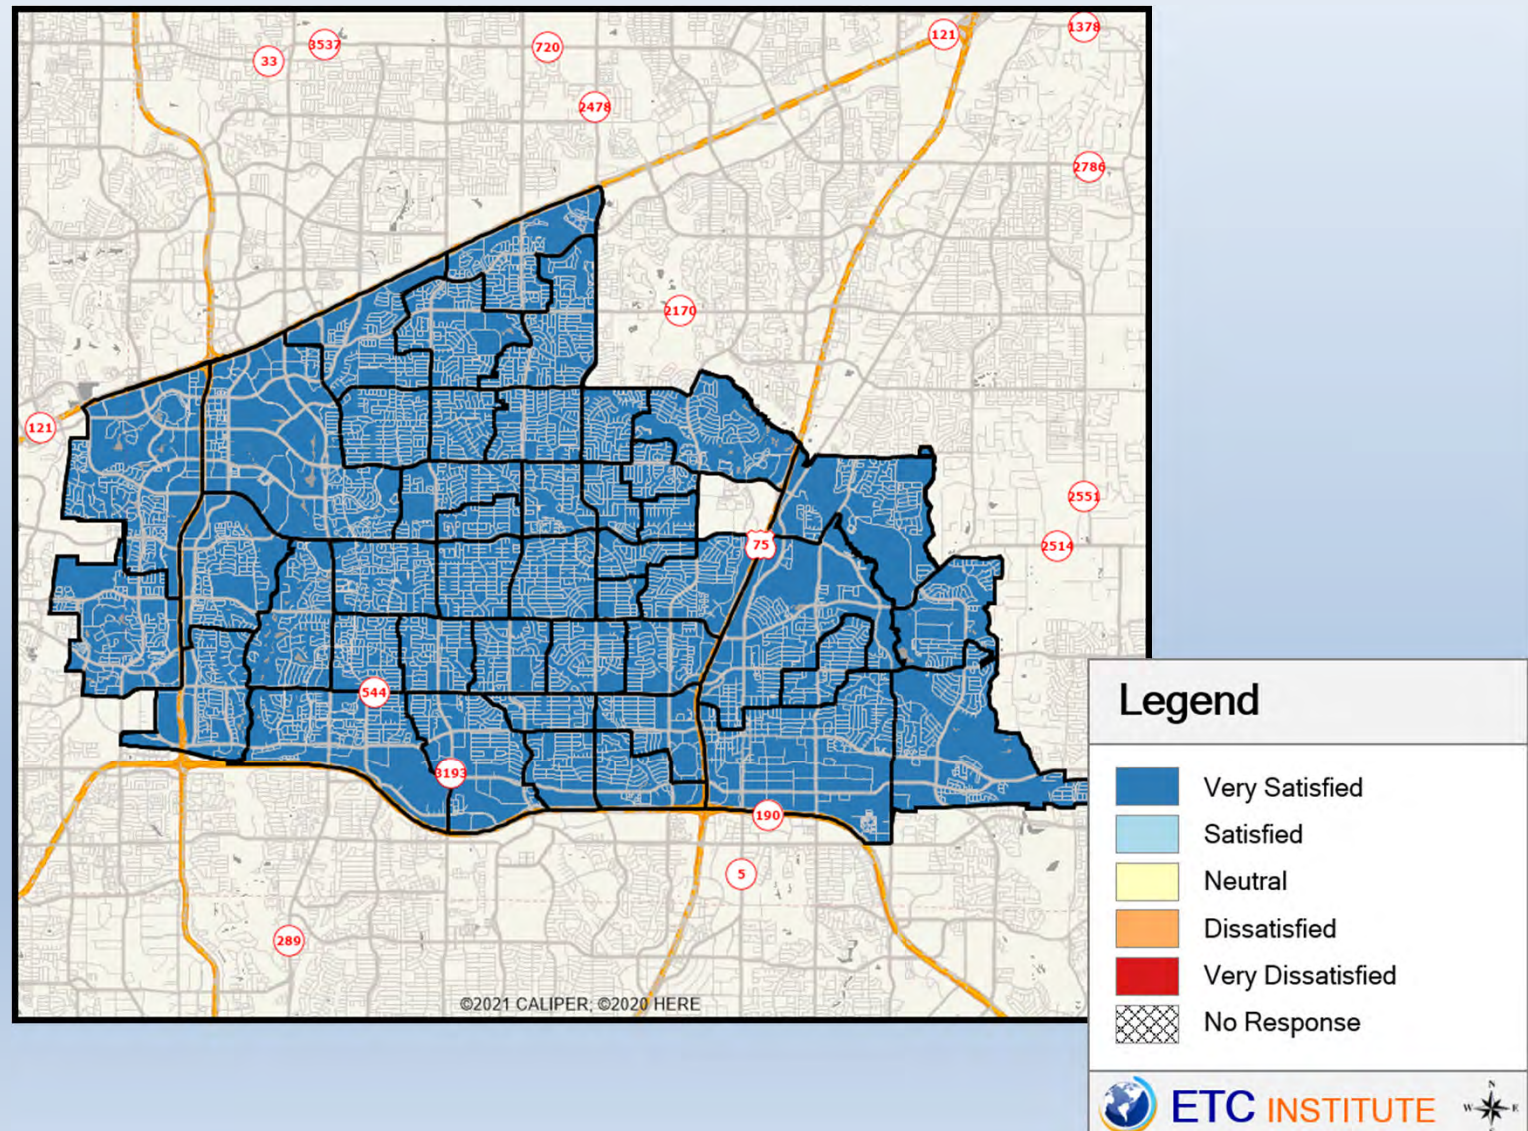 121
1378
33
3537
720
2478
2786
2170
121
2551
75
2514
544
3193
190
5
289
©2021 CALIPER; ©2020 HERE
Legend
Very Satisfied
Satisfied
Neutral
Dissatisfied
Very Dissatisfied
No Response
ETC INSTITUTE
N
W E
S